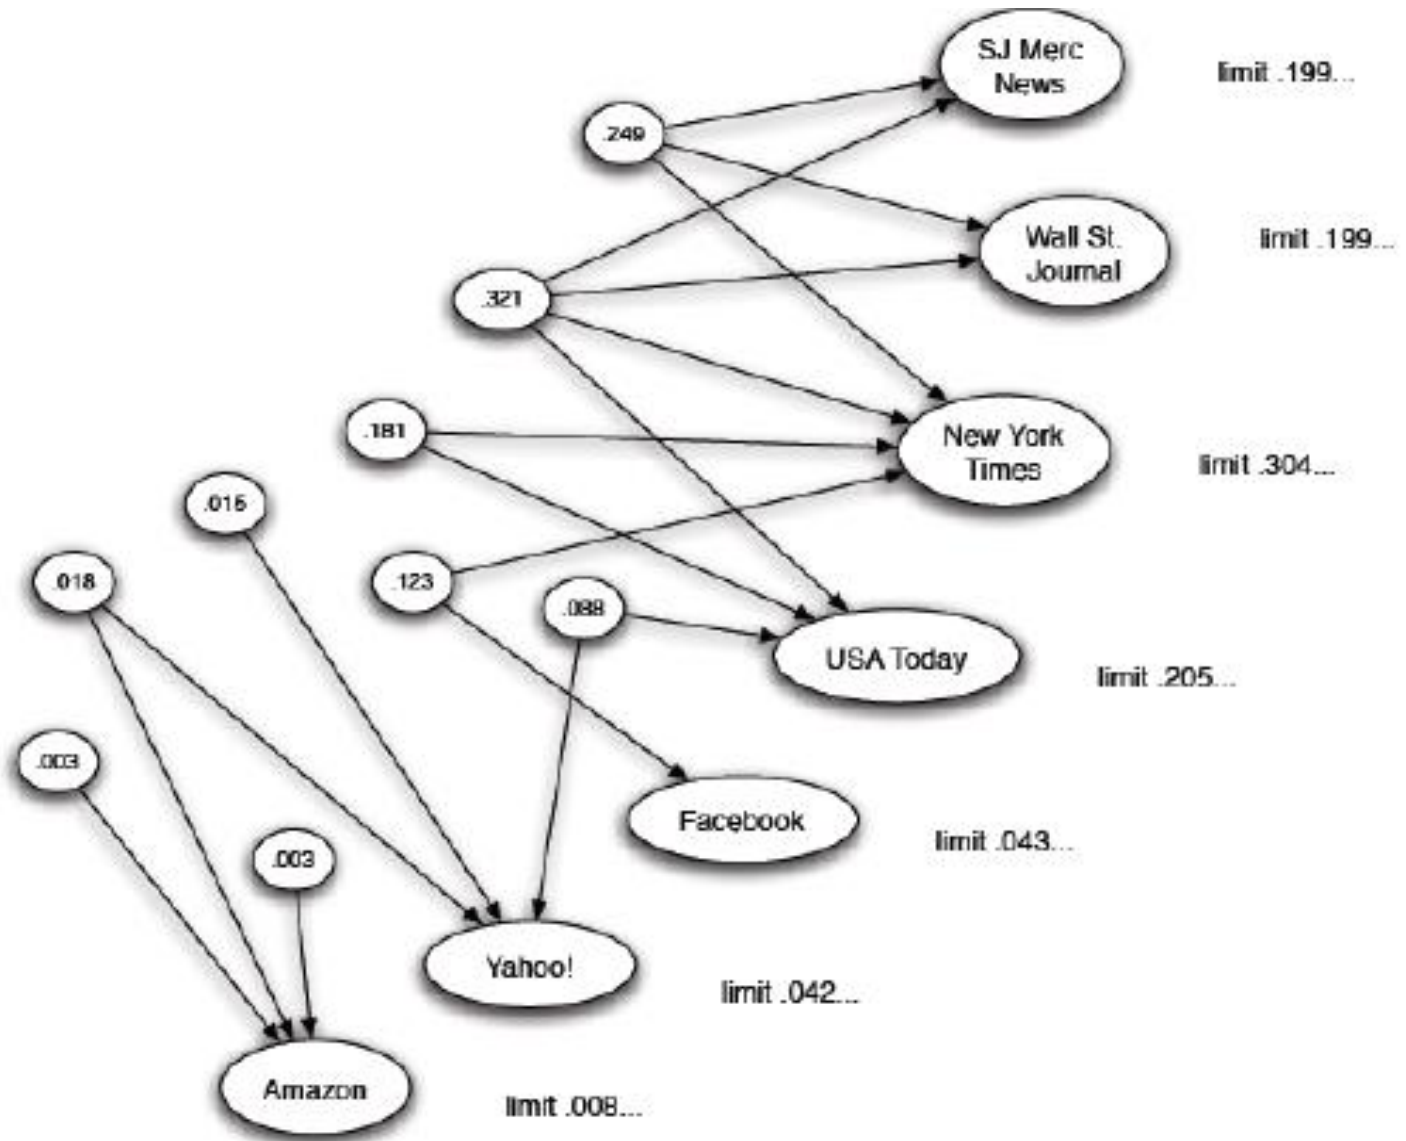 SJ Merc
News
limit .199...
.249
Wall St.
Journal
limit .199...
.321
New York
Times
limit .304...
.181
.015
.018
.123
.088
USA Today
limit .205...
.003
Facebook
limit .043...
.003
Yahoo!
limit .042...
Amazon
limit .008...